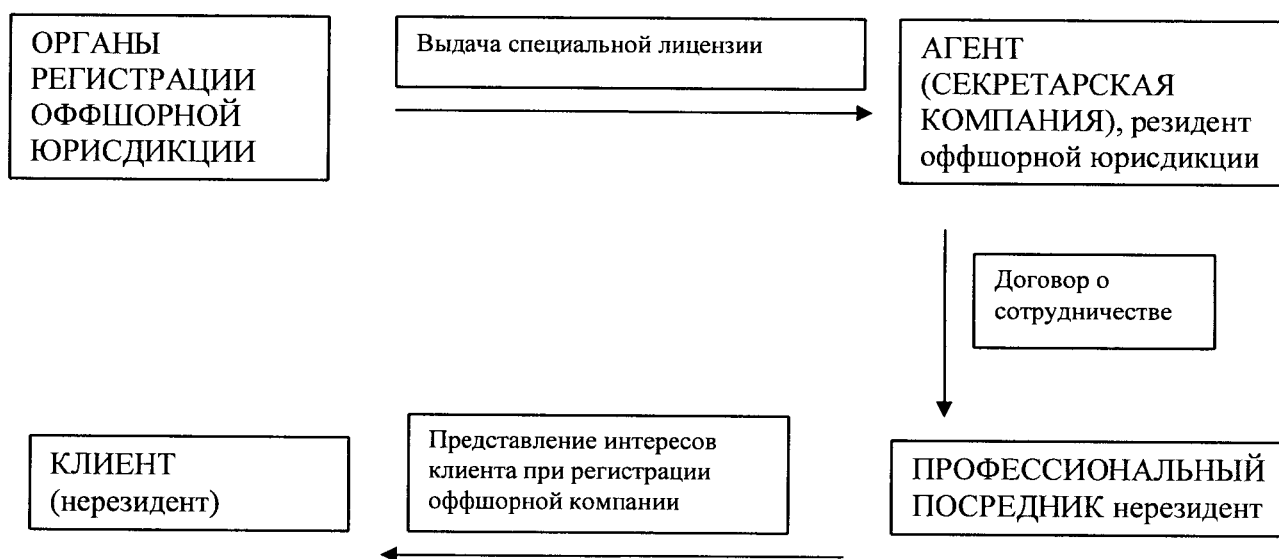 ОРГАНЫ
РЕГИСТРАЦИИ
ОФФШОРНОЙ
ЮРИСДИКЦИИ
Выдача специальной лицензии
АГЕНТ
(СЕКРЕТАРСКАЯ
КОМПАНИЯ), резидент
оффшорной юрисдикции
Договор о
сотрудничестве
КЛИЕНТ
(нерезидент)
Представление интересов
клиента при регистрации
оффшорной компании
ПРОФЕССИОНАЛЬНЫЙ
ПОСРЕДНИК нерезидент